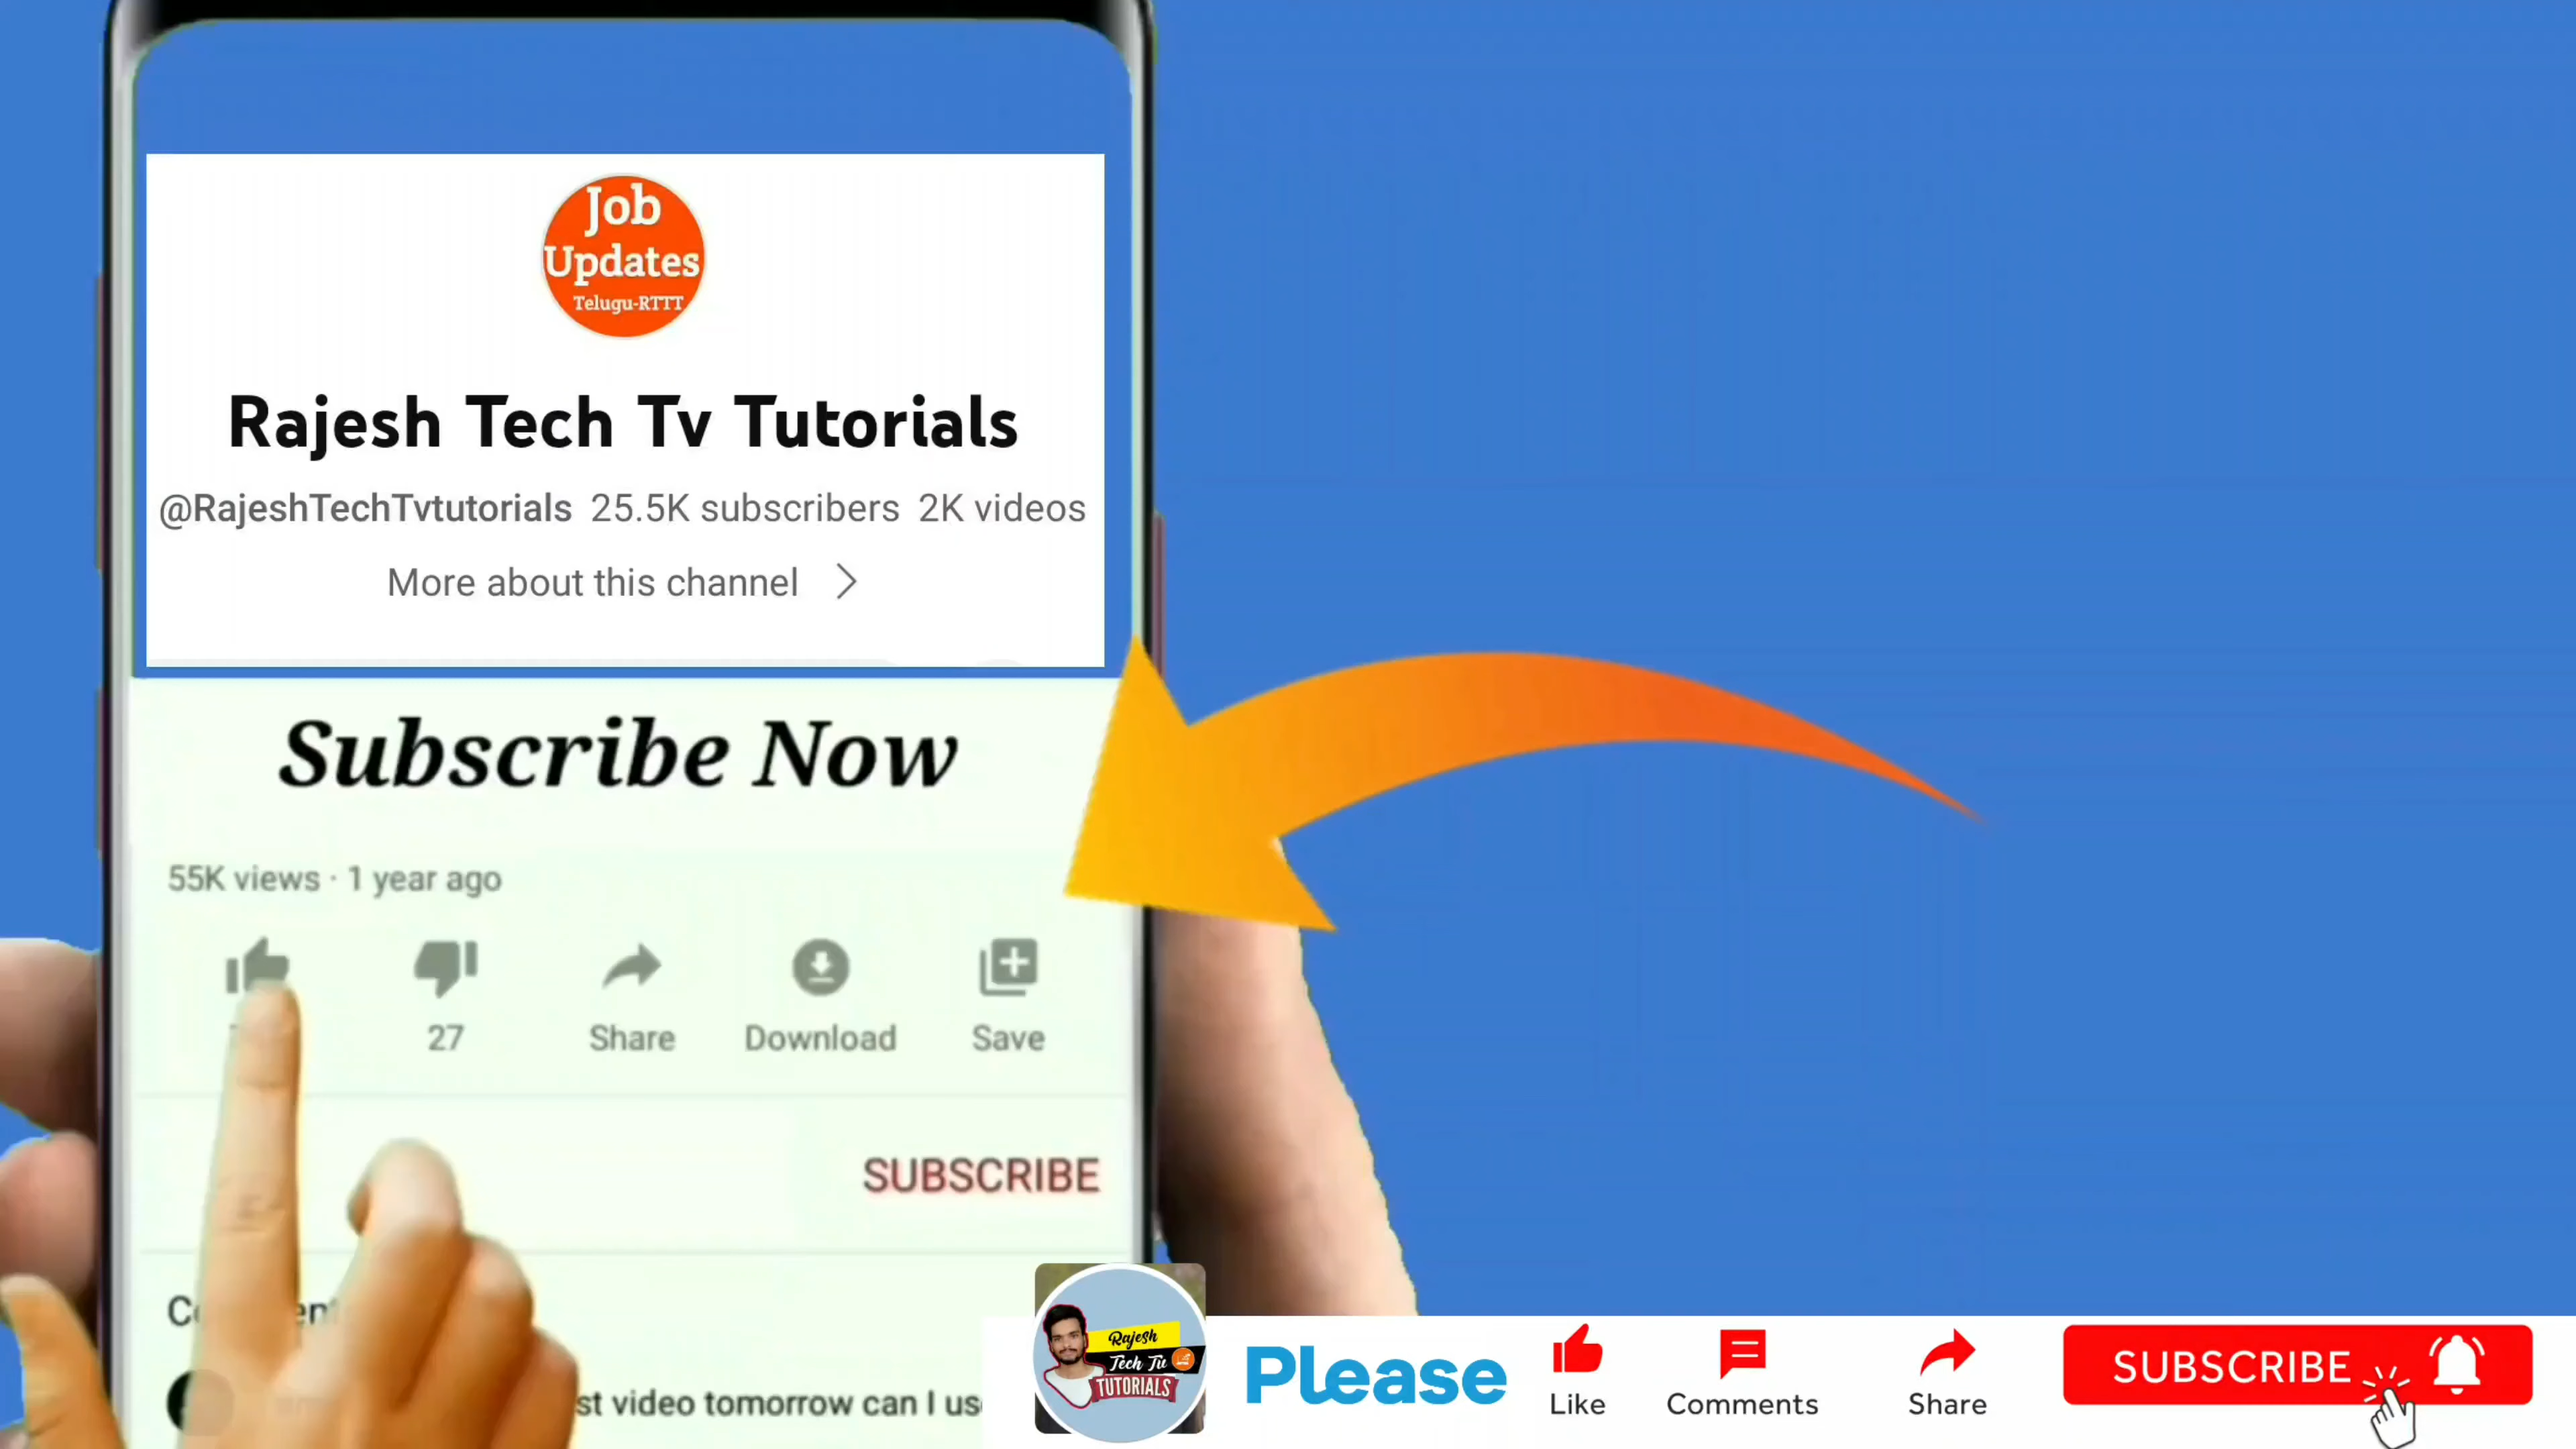 Job
Updates
Telugu-RTTT
Rajesh Tech Tv Tutorials
@RajeshTechTvtutorials 25.5K subscribers 2K videos
More about this channel
Subscribe Now
55K views · 1 year ago
27 Share Download Save
SUBSCRIBE
st video tomorrow can I us
Rajesh
Tech Tv
TUTORIALS
Please
Like Comments Share
SUBSCRIBE